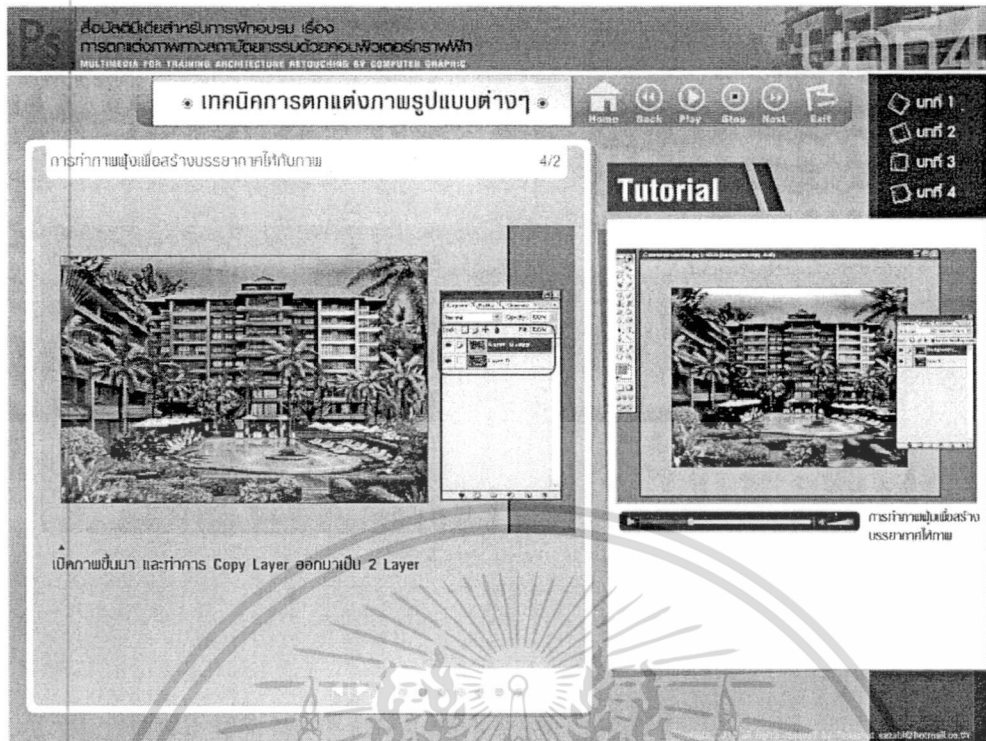 Ps
สื่อมัลติมีเดียสำหรับการฝึกอบรม เรื่อง
การตกแต่งภาพทางสถาปัตยกรรมด้วยคอมพิวเตอร์กราฟฟิก
MULTIMEDIA FOR TRAINING ARCHITECTURE RETOUCHING BY COMPUTER GRAPHIC
บทที่4
เทคนิคการตกแต่งภาพรูปแบบต่างๆ
Home Back Play Stop Next Exit
บทที่ 1
บทที่ 2
บทที่ 3
บทที่ 4
การทำภาพฟุ้งเพื่อสร้างบรรยากาศให้กับภาพ 4/2
Tutorial
เปิดภาพขึ้นมา และทำการ Copy Layer ออกมาเป็น 2 Layer
การทำภาพฟุ้งเพื่อสร้าง
บรรยากาศให้ภาพ